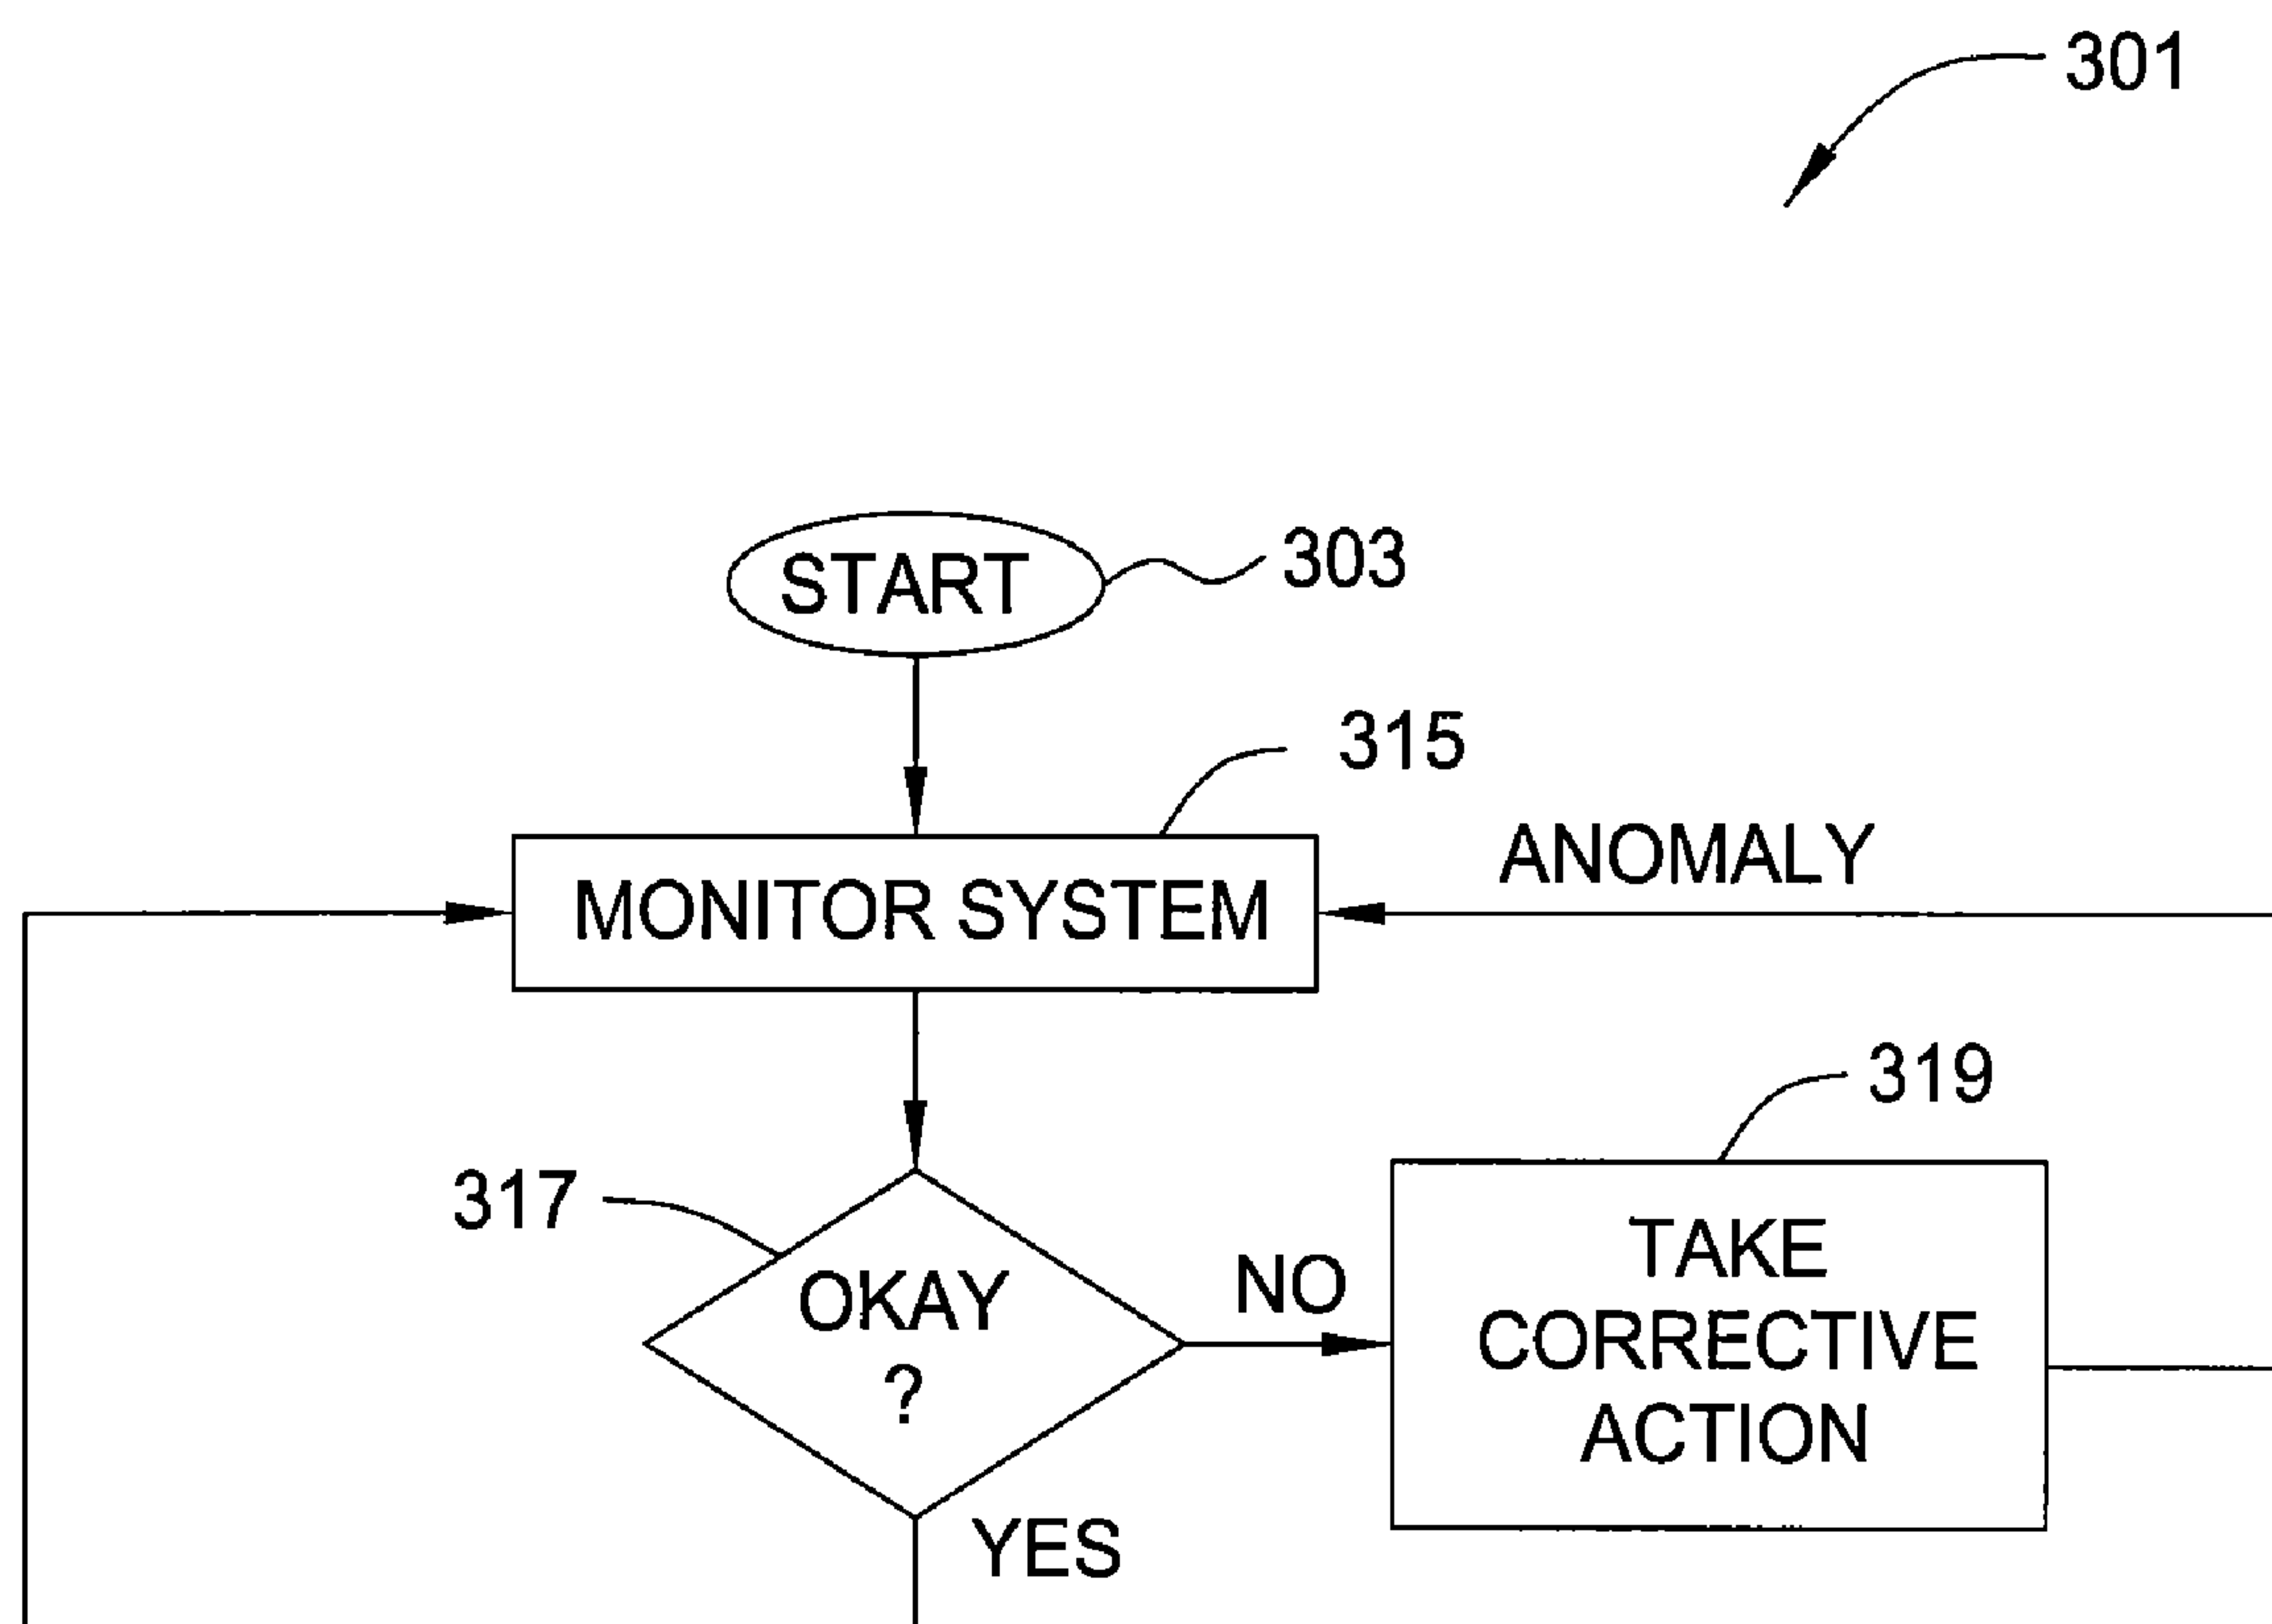 301
START
303
315
MONITOR SYSTEM
ANOMALY
319
317
OKAY
?
NO
TAKE
CORRECTIVE
ACTION
YES